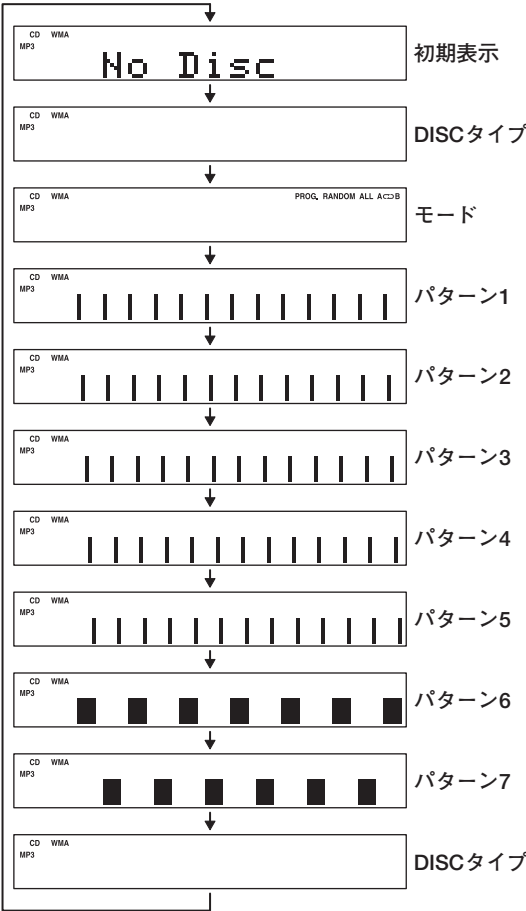 CD WMA
MP3
No Disc
初期表示
CD WMA
MP3
DISCタイプ
CD WMA
PROG. RANDOM ALL A⊂⊃B
MP3
モード
CD WMA
MP3
パターン1
CD WMA
MP3
パターン2
CD WMA
MP3
パターン3
CD WMA
MP3
パターン4
CD WMA
MP3
パターン5
CD WMA
MP3
パターン6
CD WMA
MP3
パターン7
CD WMA
MP3
DISCタイプ